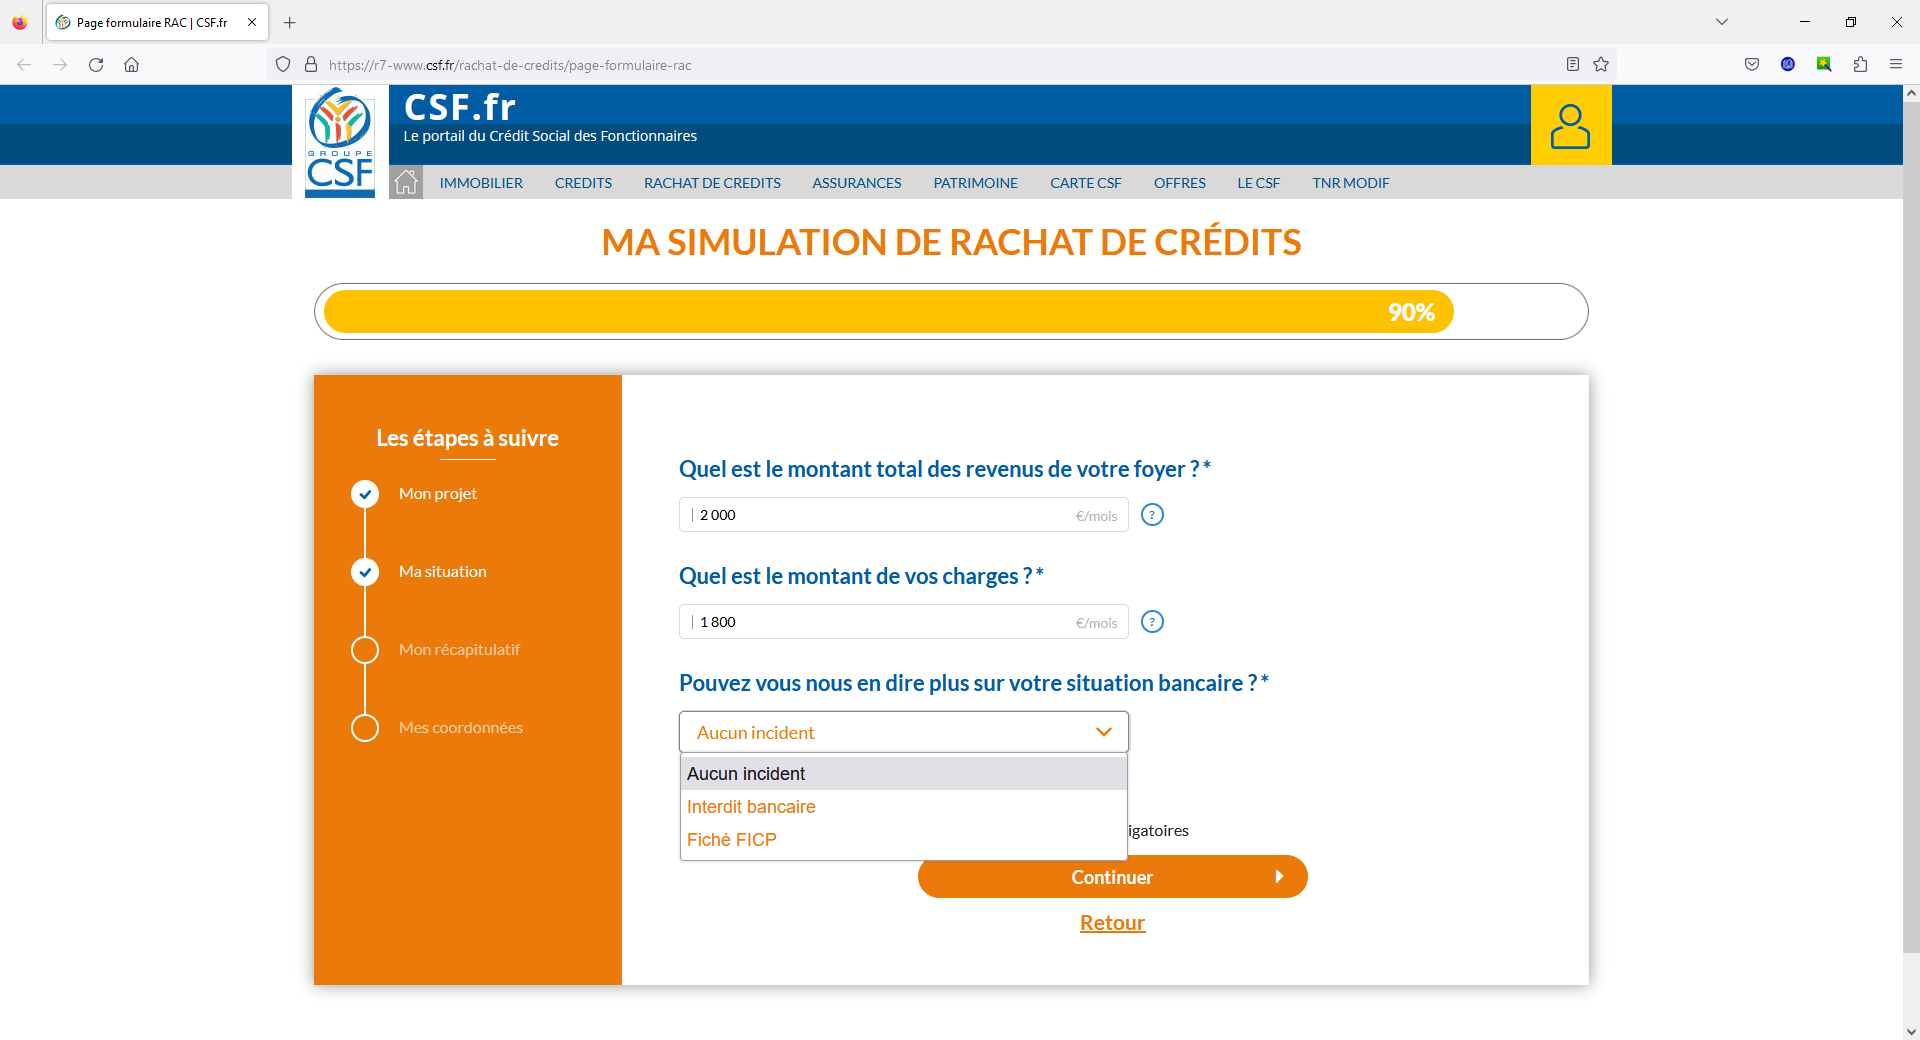 Page formulaire RAC | CSF.fr
https://r7-www.csf.fr/rachat-de-credits/page-formulaire-rac
GROUPE
CSF
CSF.fr
Le portail du Crédit Social des Fonctionnaires
IMMOBILIER CREDITS RACHAT DE CREDITS ASSURANCES PATRIMOINE CARTE CSF OFFRES LE CSF TNR MODIF
MA SIMULATION DE RACHAT DE CRÉDITS
90%
Les étapes à suivre
Mon projet
Ma situation
Mon récapitulatif
Mes coordonnées
Quel est le montant total des revenus de votre foyer ? *
2 000 €/mois ?
Quel est le montant de vos charges ? *
1 800 €/mois ?
Pouvez vous nous en dire plus sur votre situation bancaire ? *
Aucun incident
Aucun incident
Interdit bancaire
Fiché FICP
igatoires
Continuer
Retour